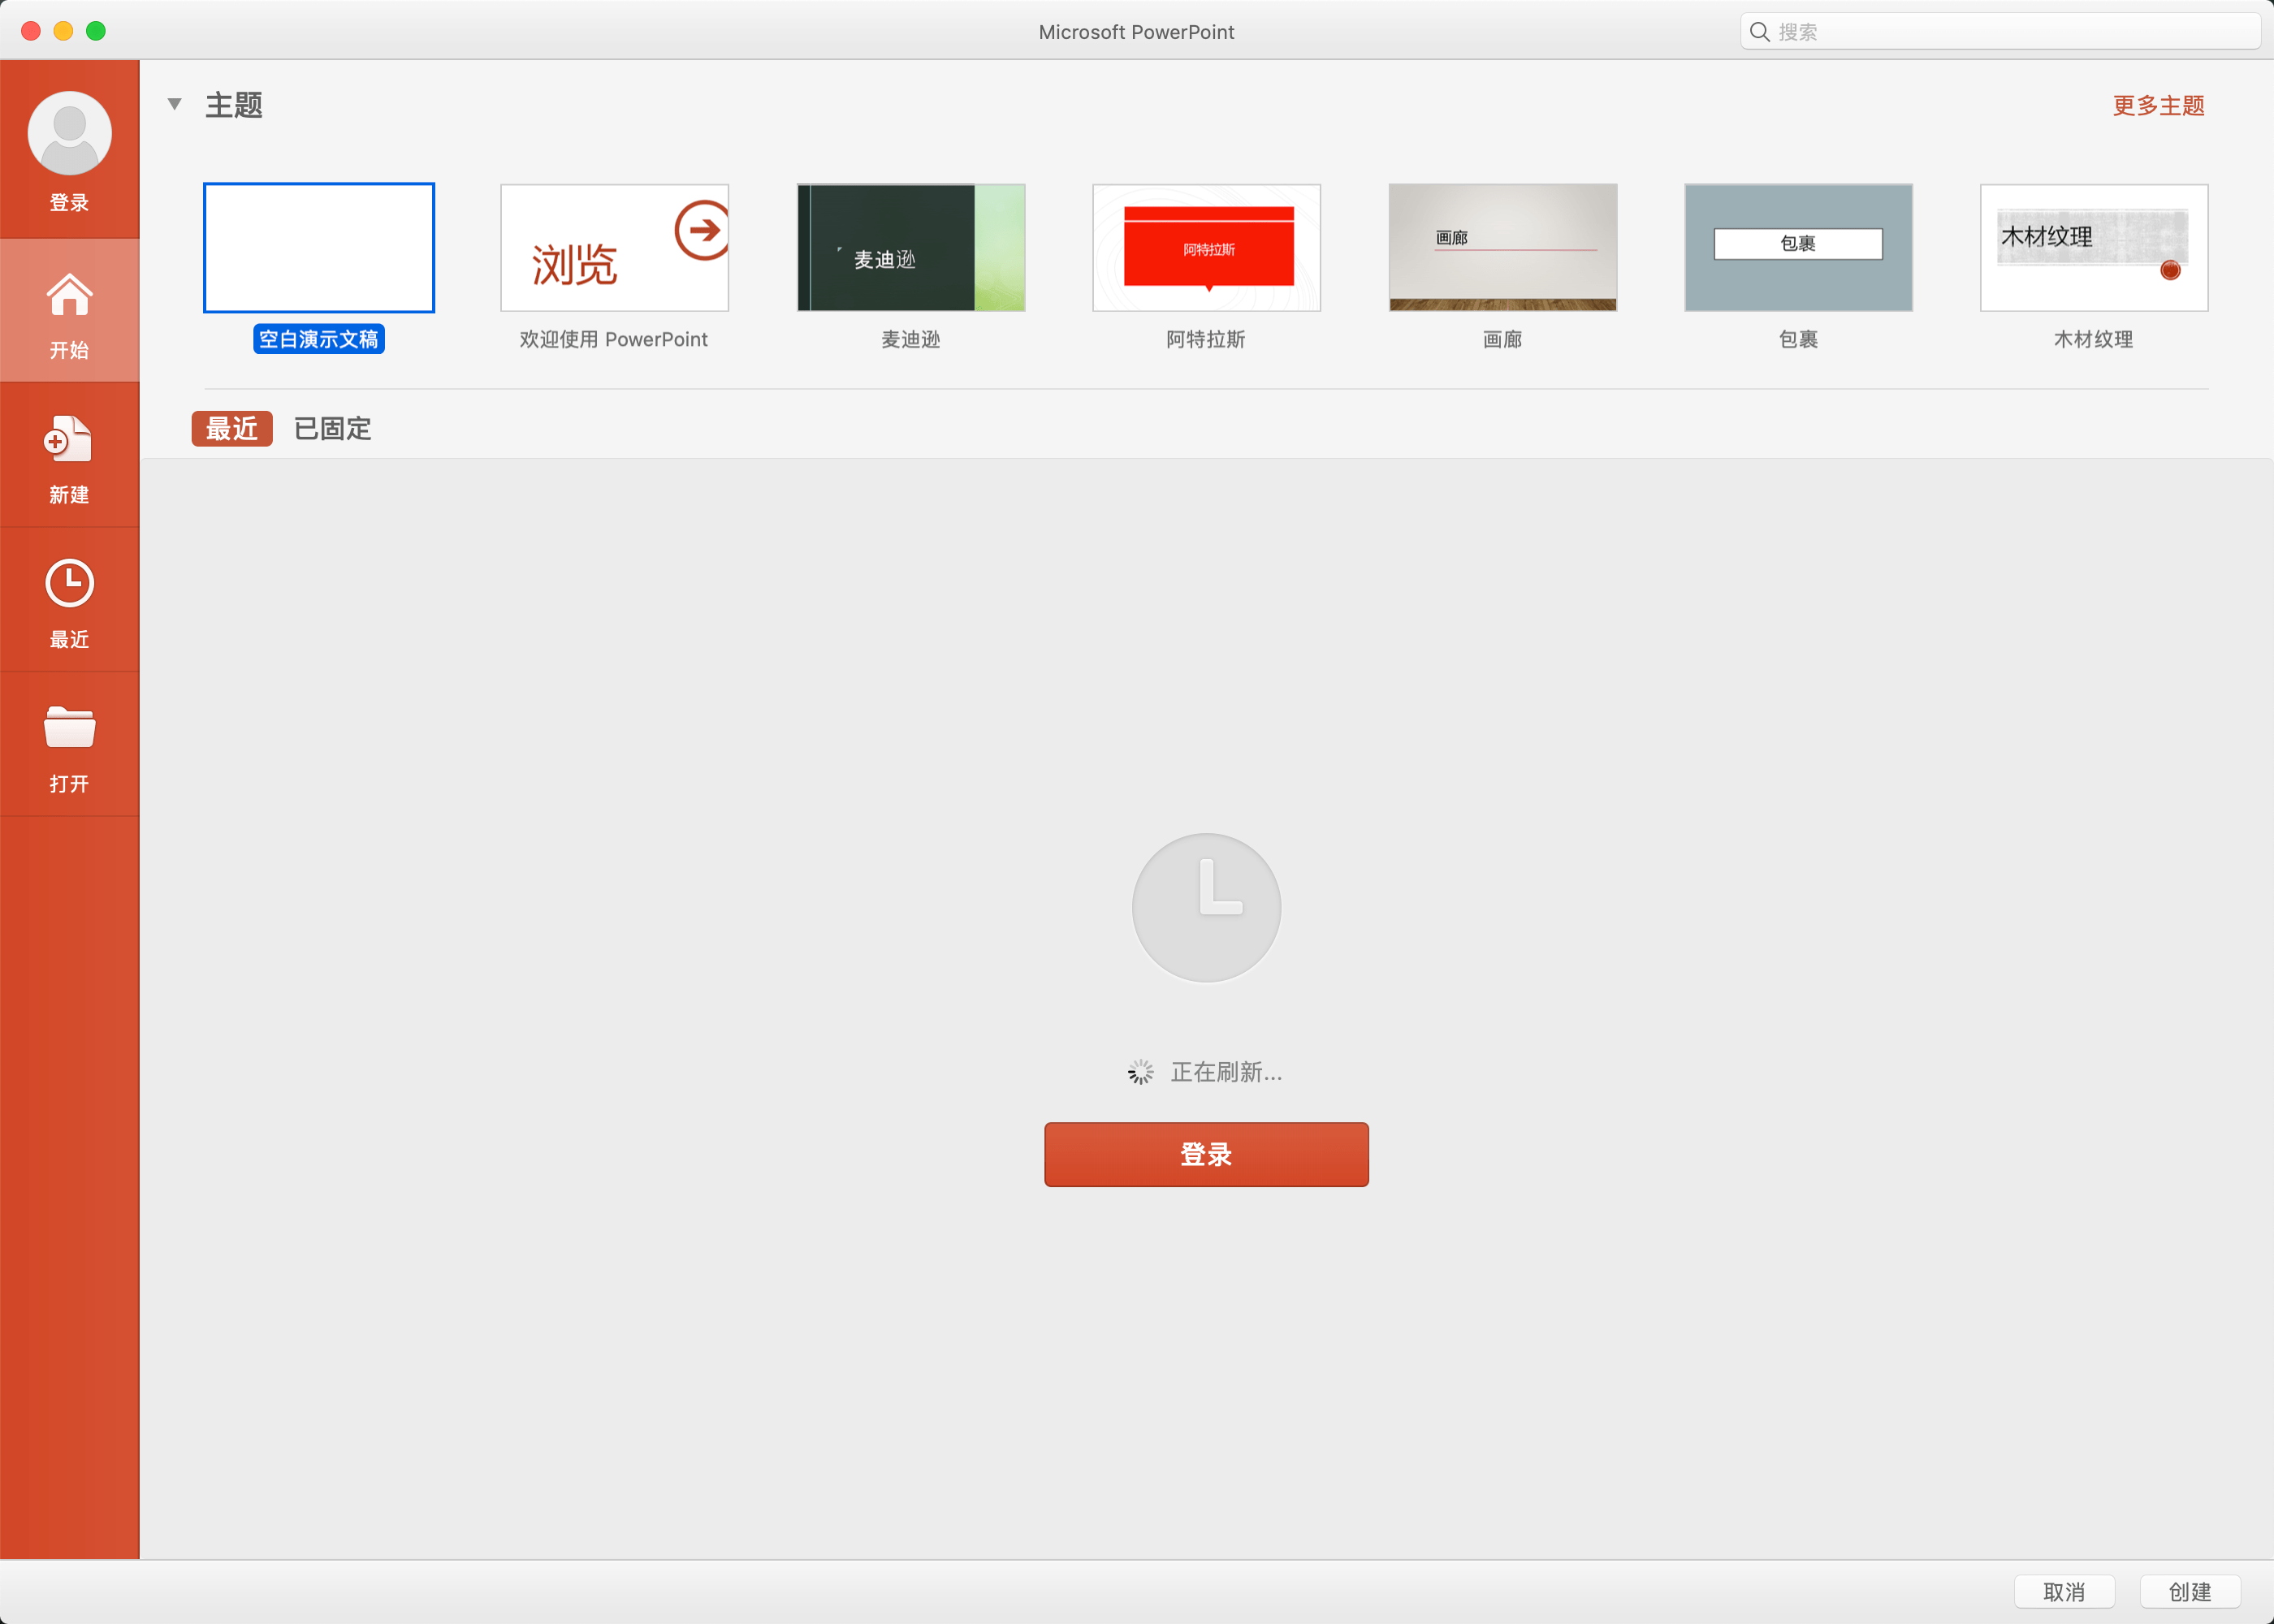 Microsoft PowerPoint
搜索
登录
开始
新建
最近
打开
主题
更多主题
浏览
麦迪逊
阿特拉斯
画廊
包裹
木材纹理
空白演示文稿
欢迎使用 PowerPoint
麦迪逊
阿特拉斯
画廊
包裹
木材纹理
最近
已固定
正在刷新...
登录
取消
创建